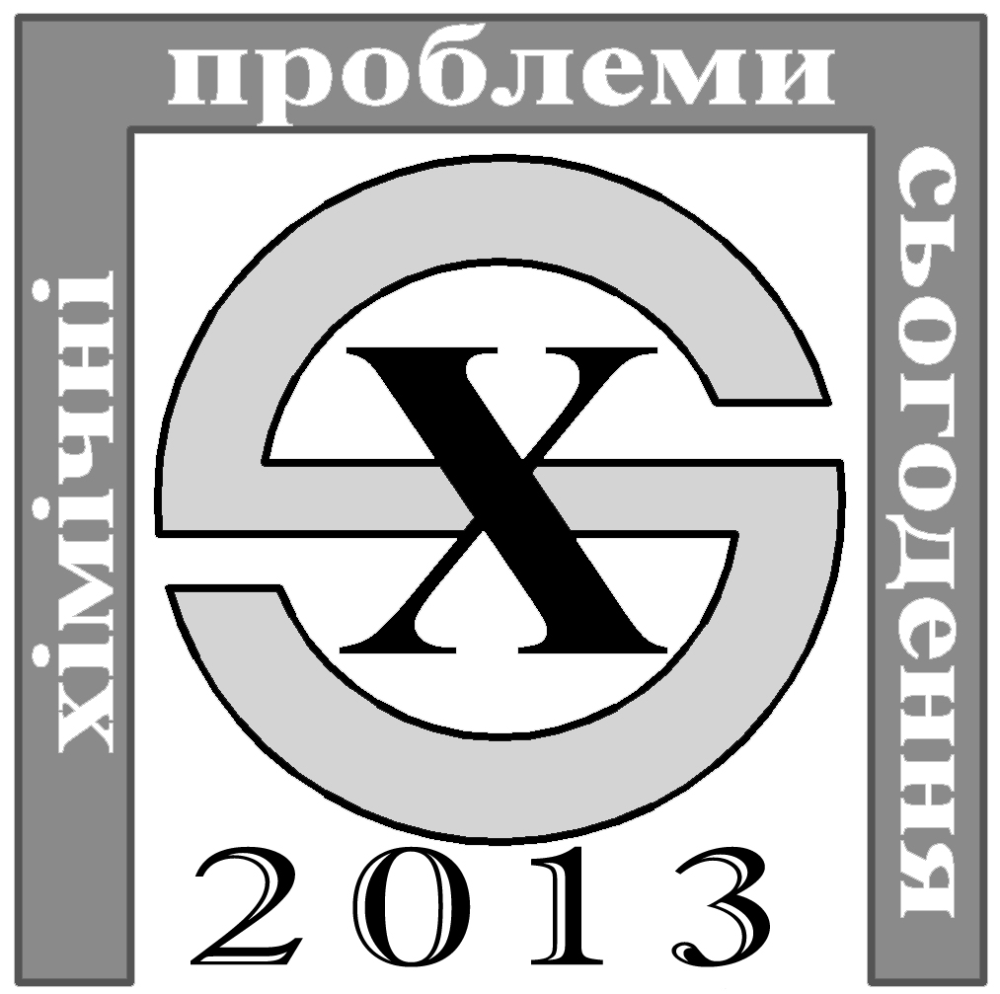 хімічні
проблеми
сьогодення
Х
2013